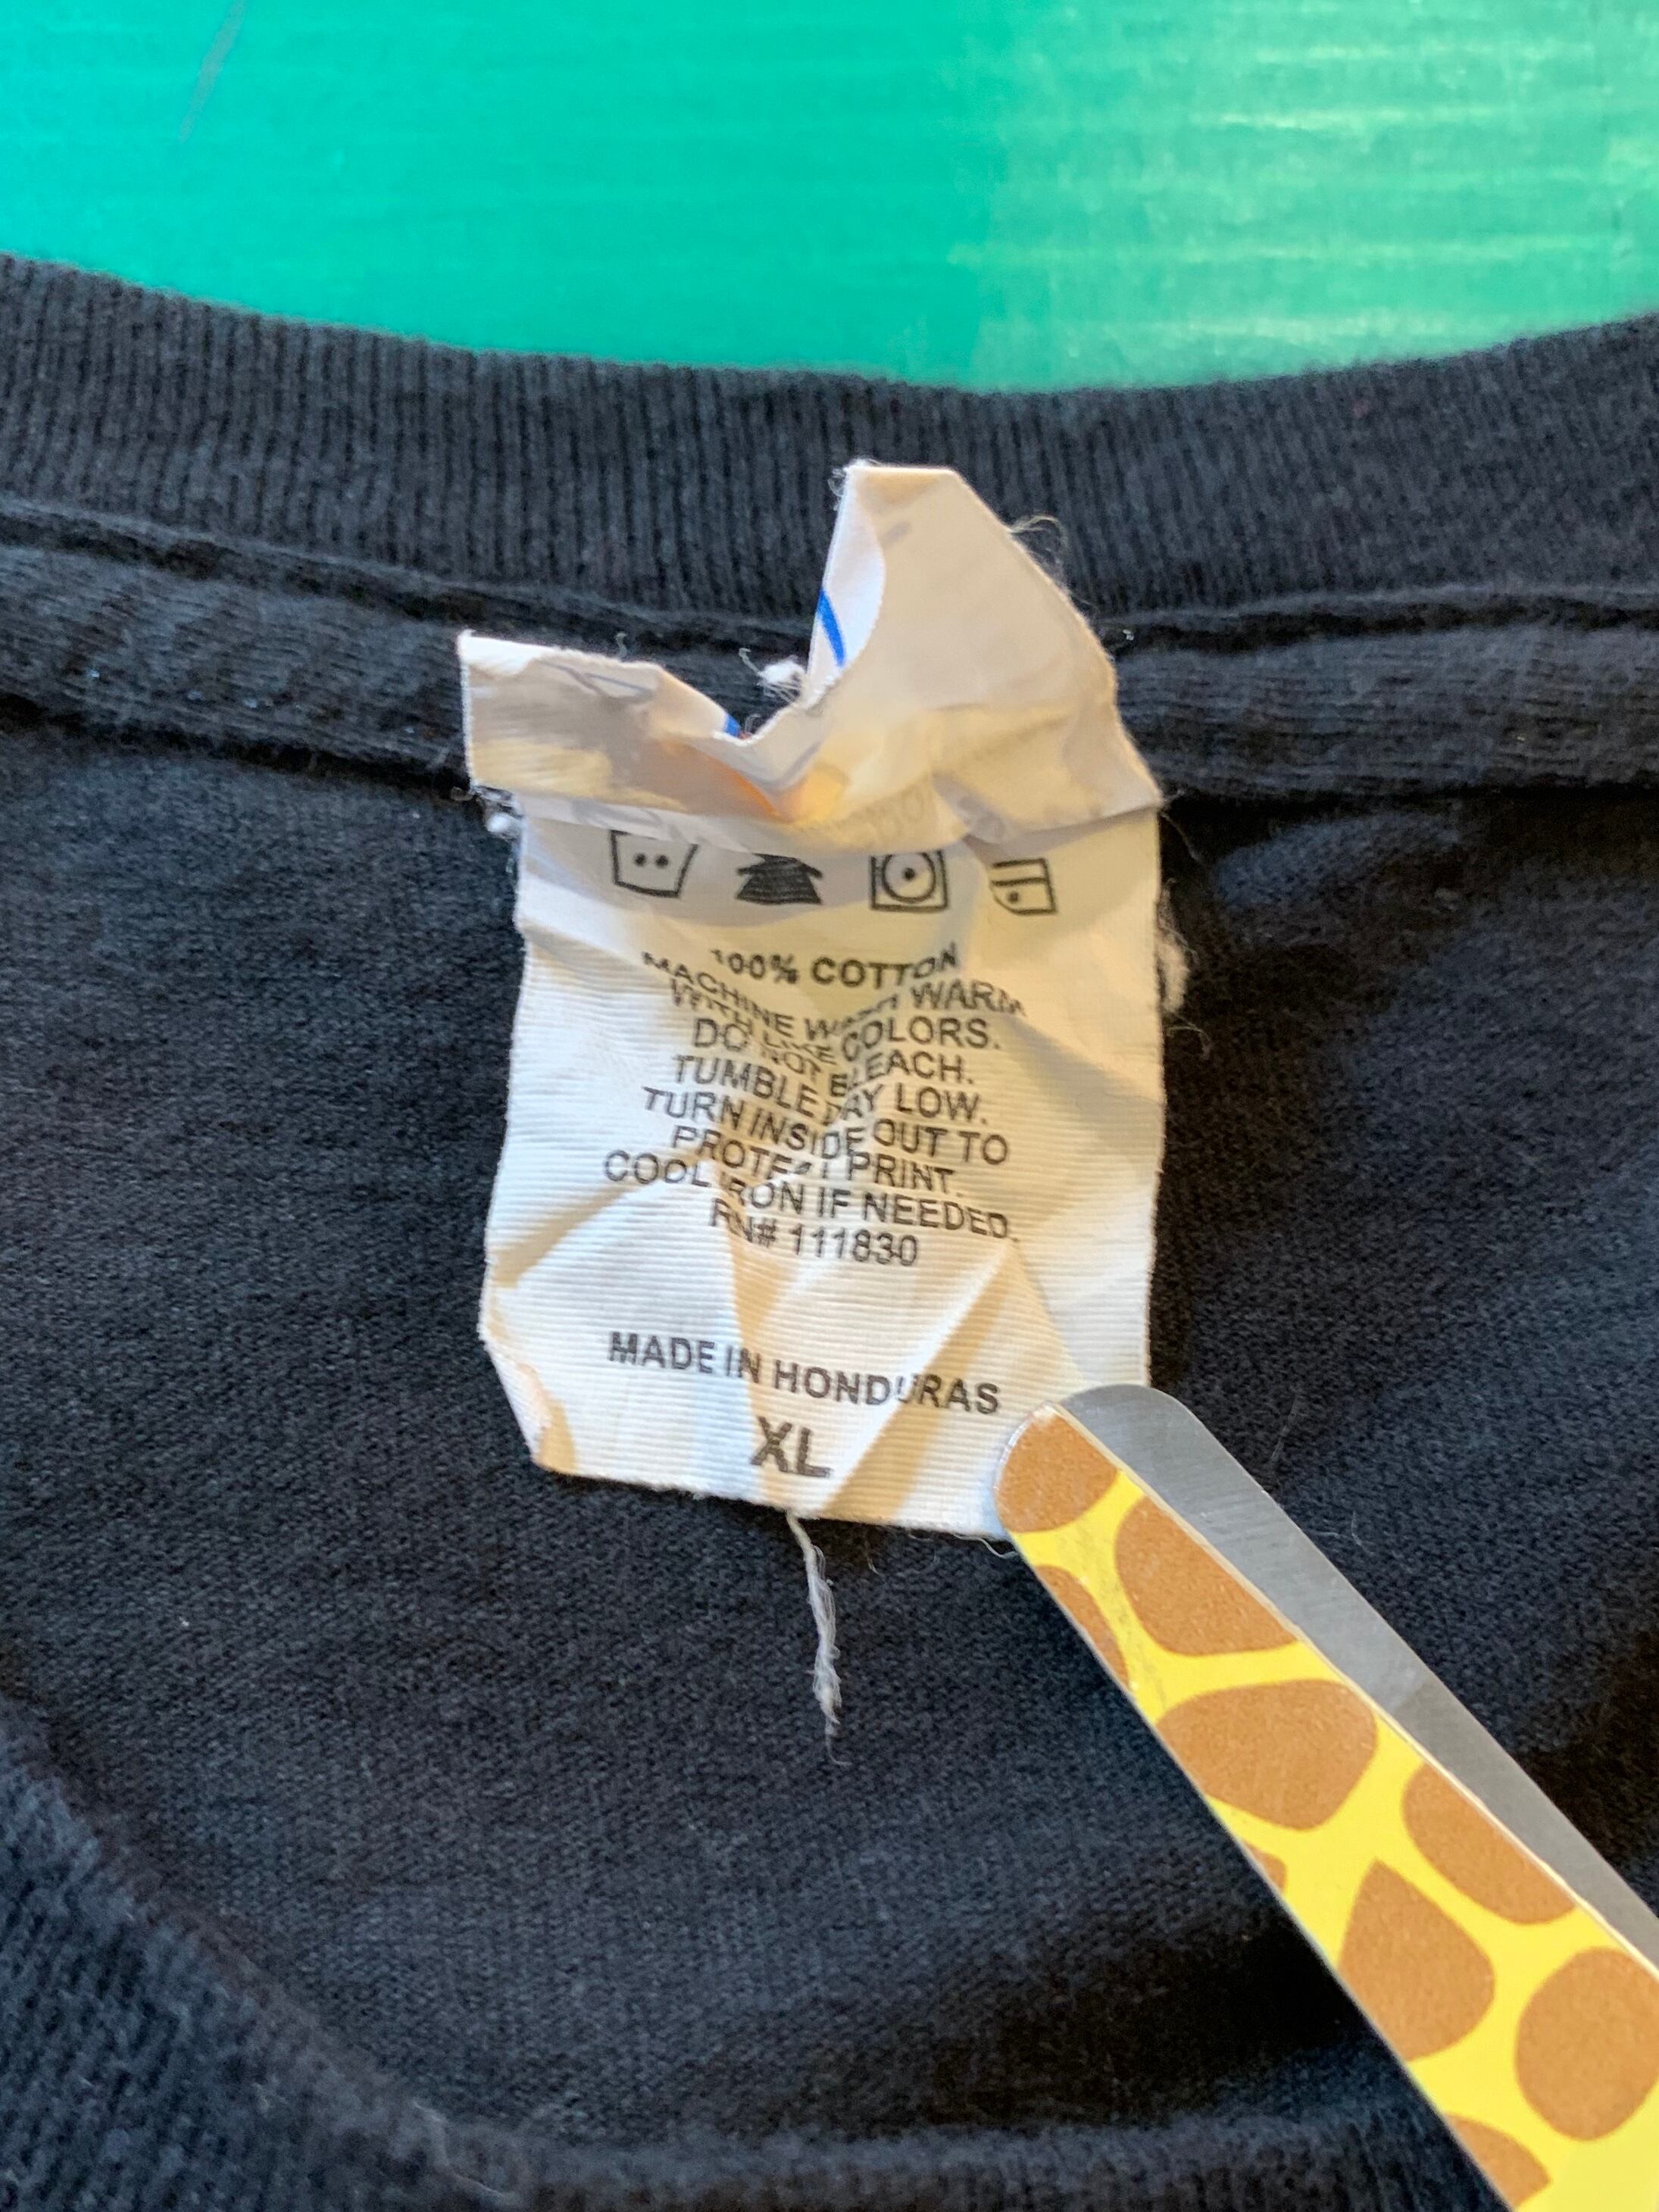 100% COTTON
MACHINE WASH WARM
WITH LIKE COLORS.
DO NOT BLEACH.
TUMBLE DAY LOW.
TURN INSIDE OUT TO
PROTECT PRINT.
COOL IRON IF NEEDED.
RN# 111830
MADE IN HONDURAS
XL